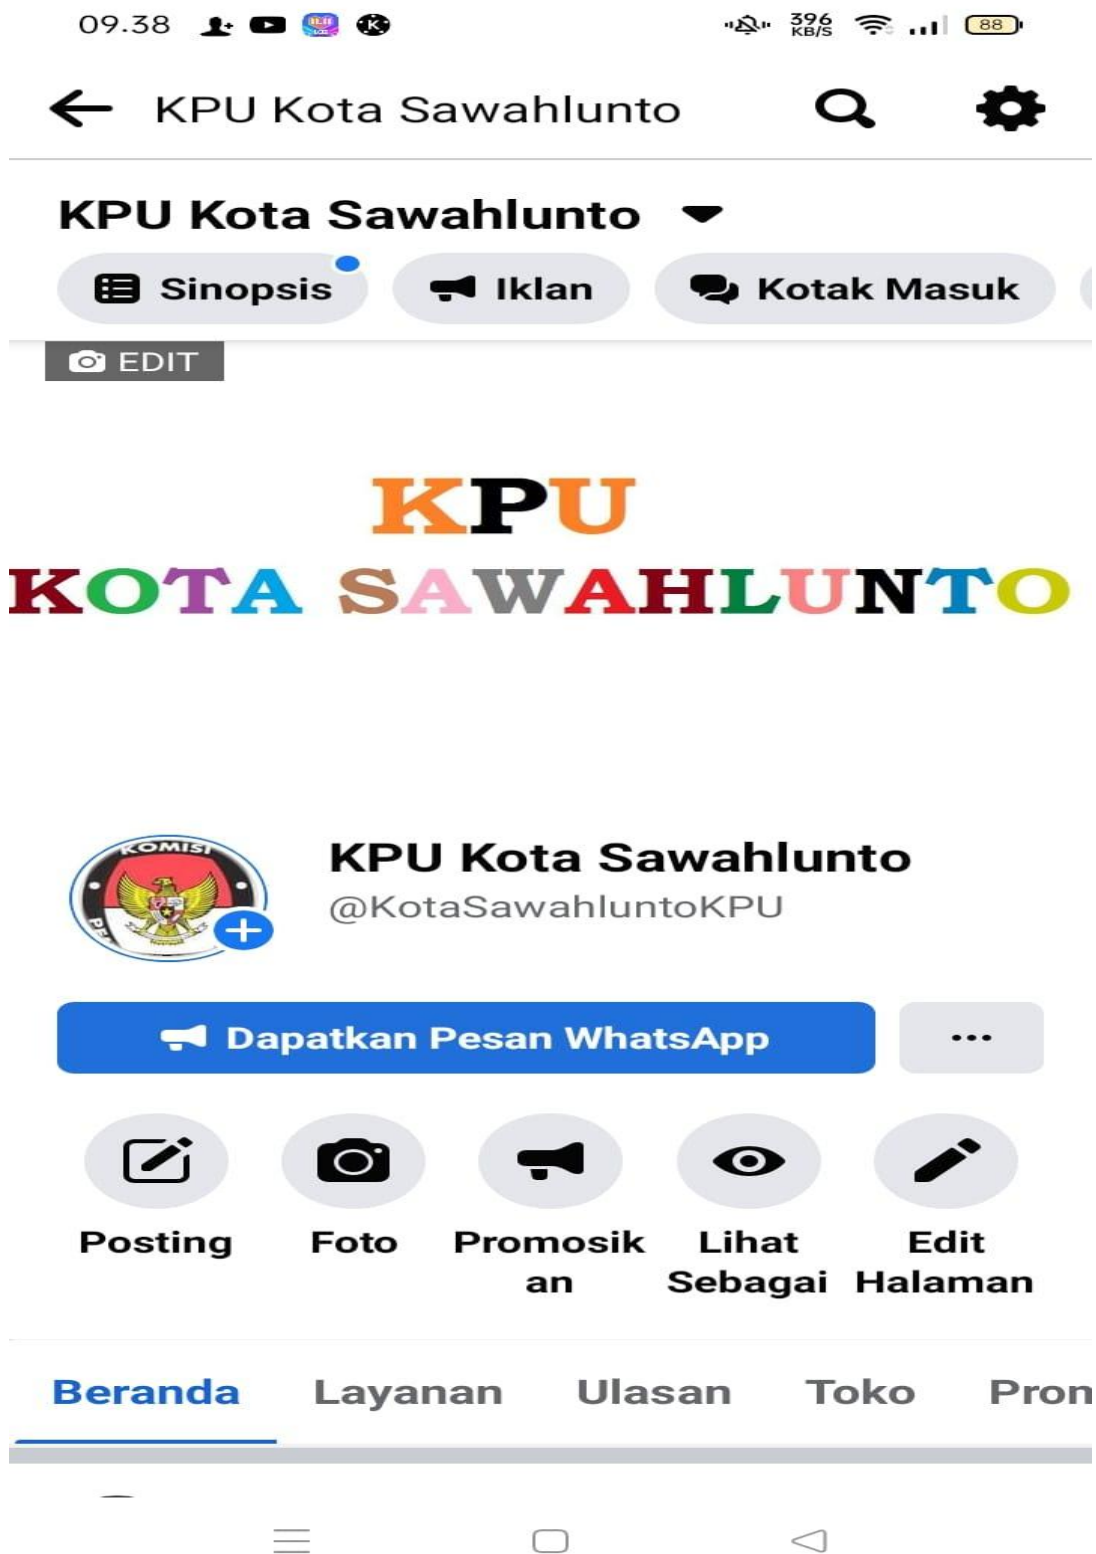 09.38 396 KB/S 88
KPU Kota Sawahlunto
KPU Kota Sawahlunto
Sinopsis Iklan Kotak Masuk
EDIT
KPU
KOTA SAWAHLUNTO
KOMISI
KPU Kota Sawahlunto
@KotaSawahluntoKPU
Dapatkan Pesan WhatsApp
Posting Foto Promosik Lihat Edit
an Sebagai Halaman
Beranda Layanan Ulasan Toko Prom